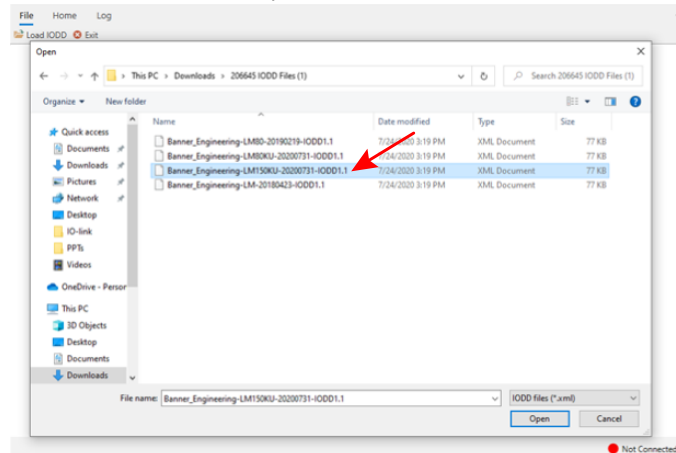 File Home Log
Load IODD Exit
Open
This PC > Downloads > 206645 IODD Files (1)
Search 206645 IODD Files (1)
Organize New folder
Name Date modified Type Size
Quick access
Documents
Downloads
Pictures
Network
Desktop
IO-link
PPTs
Videos
OneDrive - Person
This PC
3D Objects
Desktop
Documents
Downloads
Banner_Engineering-LM80-20190219-IODD1.1 7/24/2020 3:19 PM XML Document 77 KB
Banner_Engineering-LM80KU-20200731-IODD1.1 7/24/2020 3:19 PM XML Document 77 KB
Banner_Engineering-LM150KU-20200731-IODD1.1 7/24/2020 3:19 PM XML Document 77 KB
Banner_Engineering-LM-20180423-IODD1.1 7/24/2020 3:19 PM XML Document 77 KB
File name: Banner_Engineering-LM150KU-20200731-IODD1.1 IODD files (*.xml)
Open Cancel
Not Connected